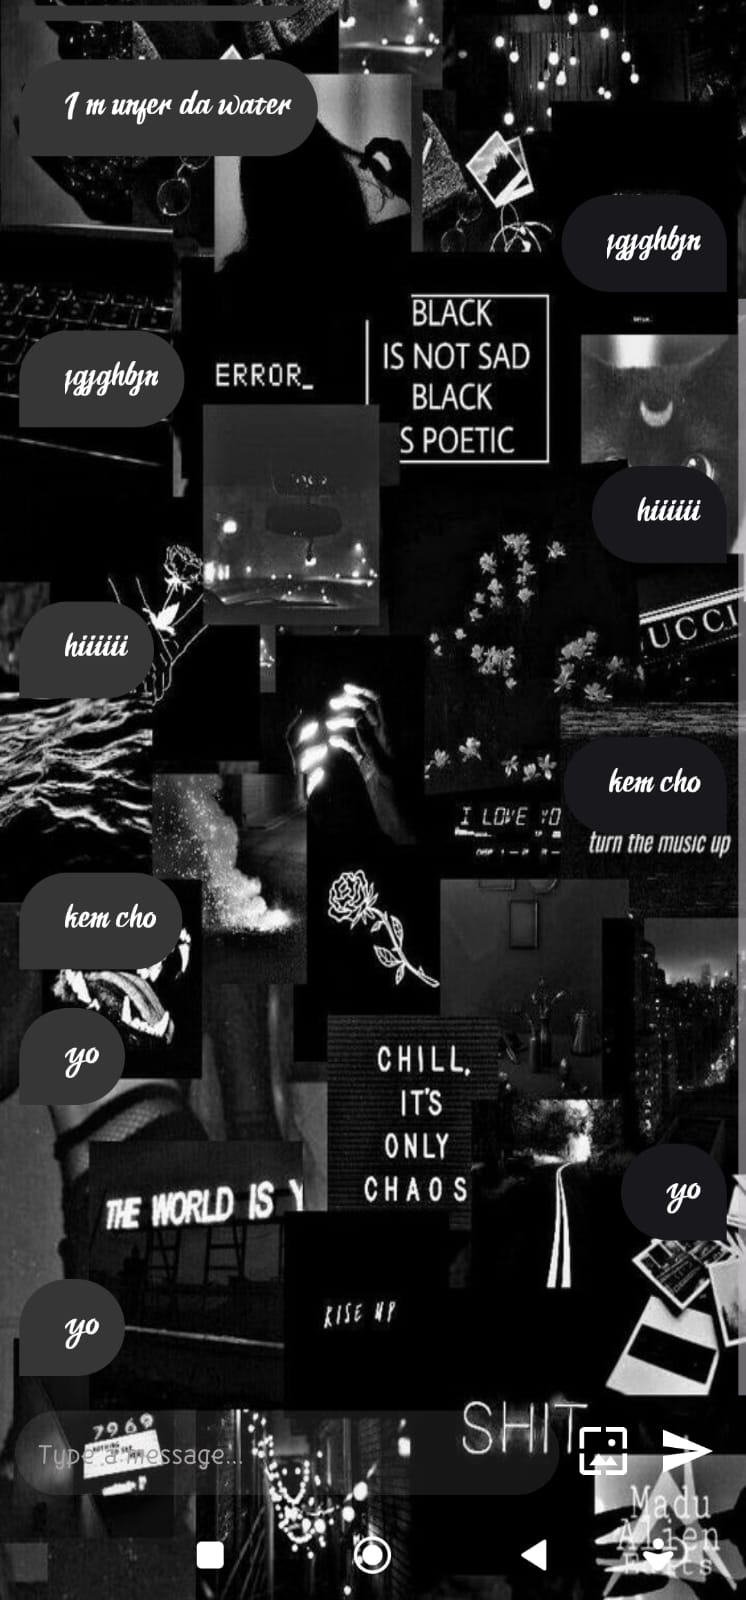 I m unfer da water
jgjghbjn
BLACK
IS NOT SAD
BLACK
S POETIC
ERROR_
jgjghbjn
hiiiiii
UCCI
hiiiiii
kem cho
I LOVE YO
turn the music up
kem cho
yo
CHILL,
IT'S
ONLY
CHAOS
yo
THE WORLD IS Y
yo
RISE UP
SHIT
7969
Type a message...
Madu
Alien
Edits